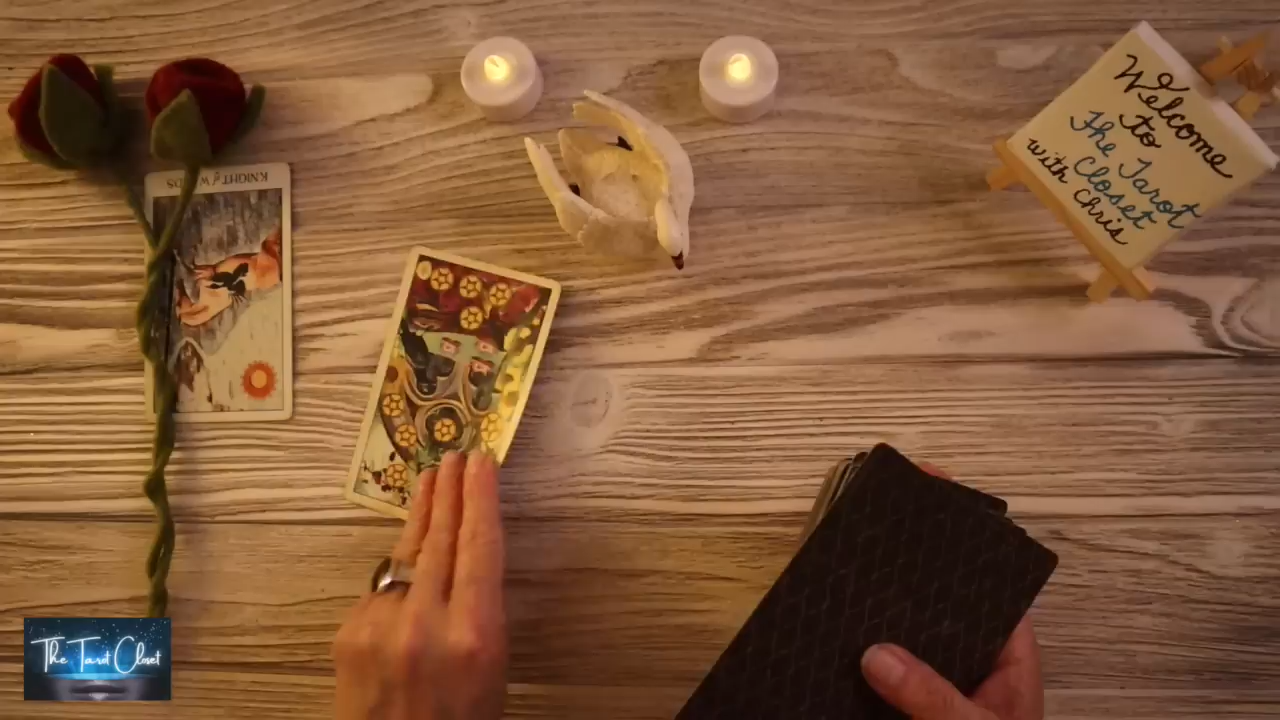 KNIGHT of WANDS
Welcome
to
The Tarot
Closet
with Chris
The Tarot Closet